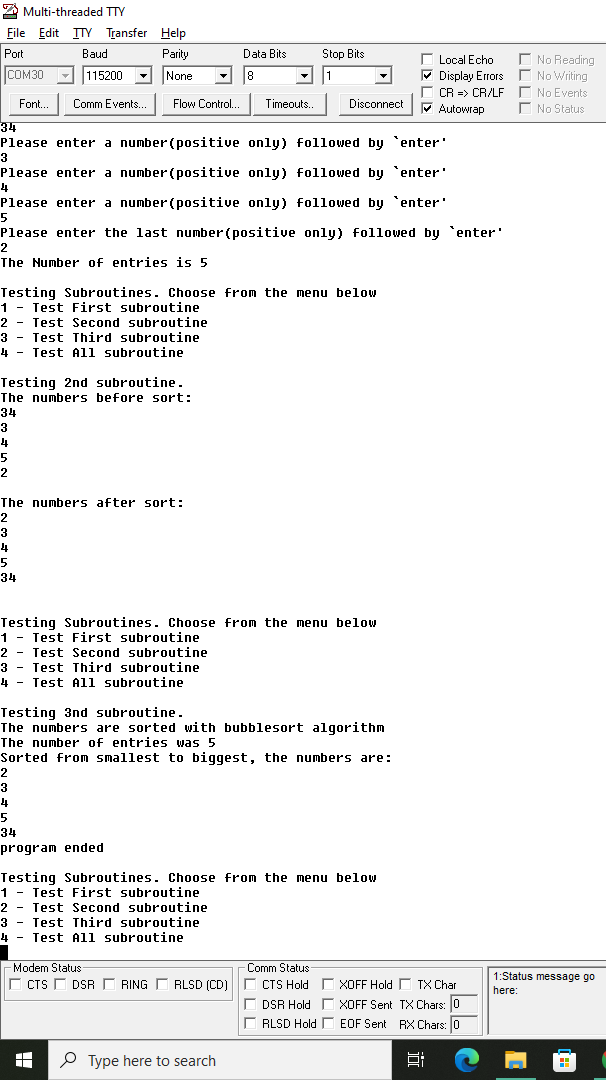 Multi-threaded TTY
File Edit TTY Transfer Help
Port Baud Parity Data Bits Stop Bits
COM30 115200 None 8 1
Local Echo No Reading
Display Errors No Writing
CR => CR/LF No Events
Autowrap No Status
Font... Comm Events... Flow Control... Timeouts.. Disconnect
34
Please enter a number(positive only) followed by `enter'
3
Please enter a number(positive only) followed by `enter'
4
Please enter a number(positive only) followed by `enter'
5
Please enter the last number(positive only) followed by `enter'
2
The Number of entries is 5
Testing Subroutines. Choose from the menu below
1 - Test First subroutine
2 - Test Second subroutine
3 - Test Third subroutine
4 - Test All subroutine
Testing 2nd subroutine.
The numbers before sort:
34
3
4
5
2
The numbers after sort:
2
3
4
5
34
Testing Subroutines. Choose from the menu below
1 - Test First subroutine
2 - Test Second subroutine
3 - Test Third subroutine
4 - Test All subroutine
Testing 3nd subroutine.
The numbers are sorted with bubblesort algorithm
The number of entries was 5
Sorted from smallest to biggest, the numbers are:
2
3
4
5
34
program ended
Testing Subroutines. Choose from the menu below
1 - Test First subroutine
2 - Test Second subroutine
3 - Test Third subroutine
4 - Test All subroutine
Modem Status
CTS DSR RING RLSD (CD)
Comm Status
CTS Hold XOFF Hold TX Char
DSR Hold XOFF Sent TX Chars: 0
RLSD Hold EOF Sent RX Chars: 0
1:Status message go
here:
Type here to search